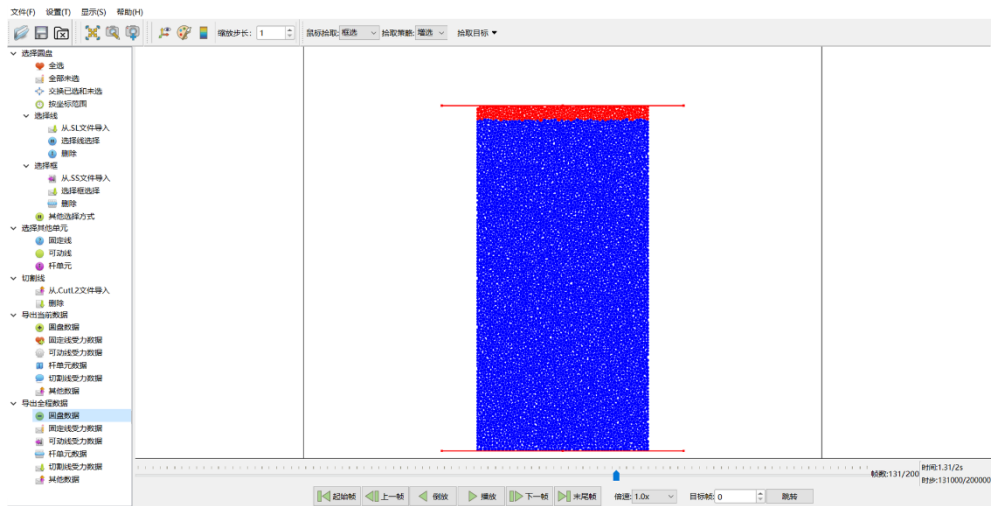 文件(F) 设置(T) 显示(S) 帮助(H)
缩放步长: 1 鼠标拾取: 框选 拾取策略: 增选 拾取目标
选择圆盘
全选
全部未选
交换已选和未选
按坐标范围
选择线
从.SL文件导入
选择线选择
删除
选择框
从.SS文件导入
选择框选择
删除
其他选择方式
选择其他单元
固定线
可动线
杆单元
切割线
从.CutL2文件导入
删除
导出当前数据
圆盘数据
固定线受力数据
可动线受力数据
杆单元数据
切割线受力数据
其他数据
导出全程数据
圆盘数据
固定线受力数据
可动线受力数据
杆单元受力数据
切割线受力数据
其他数据
帧数:131/200
时间:1.31/2s
时步:131000/200000
起始帧 上一帧 倒放 播放 下一帧 末尾帧 倍速: 1.0x 目标帧: 0 跳转